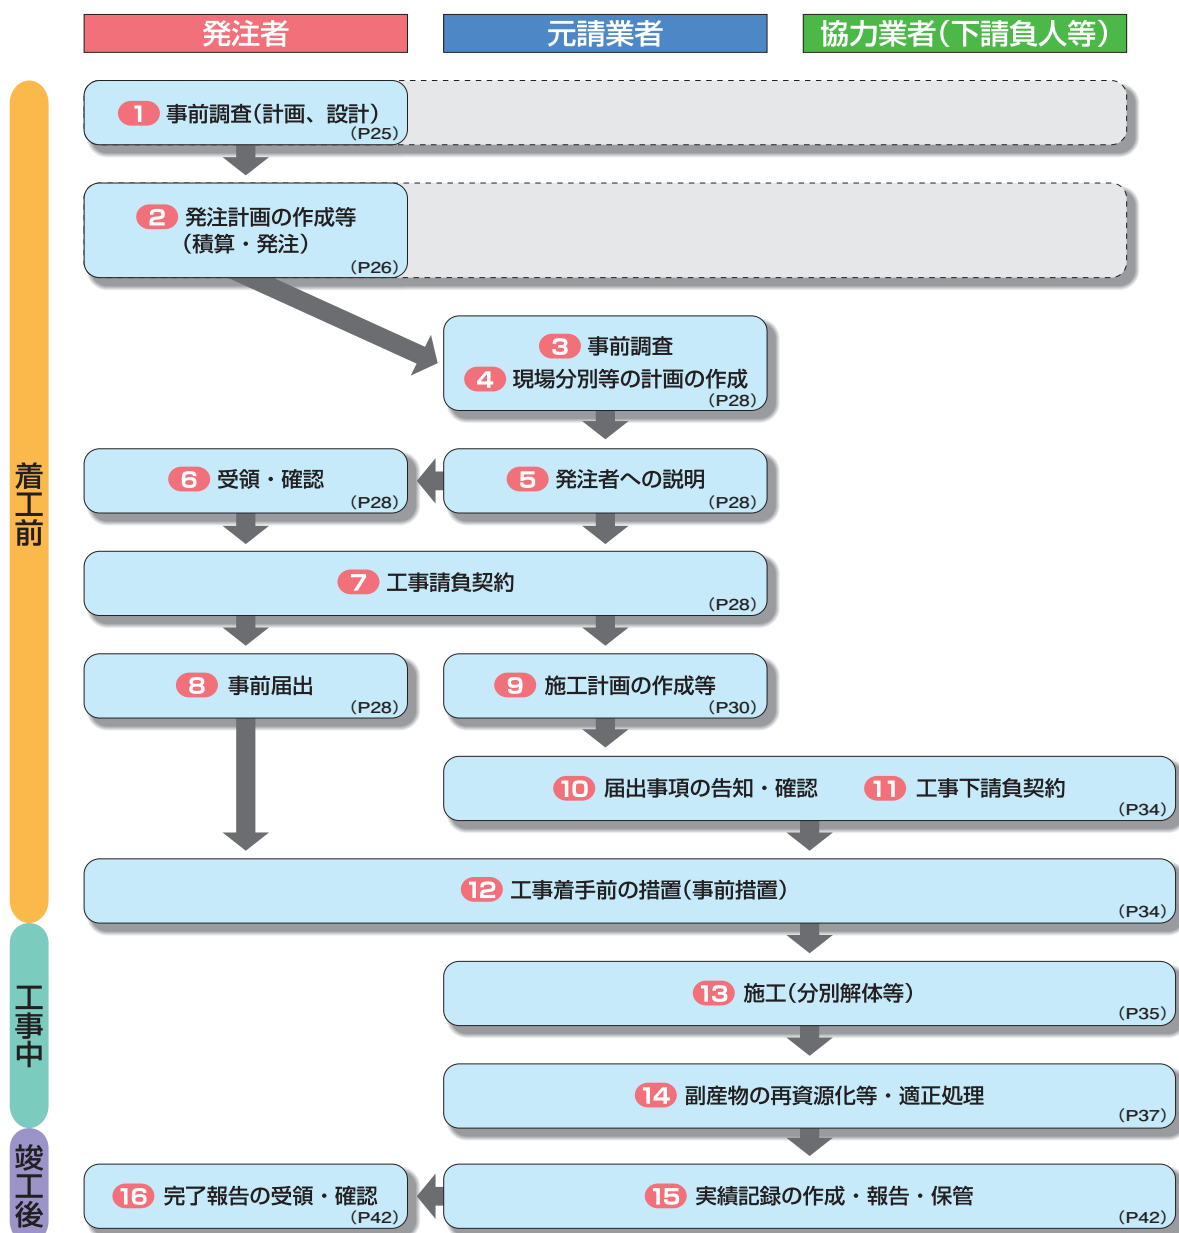 発注者
元請業者
協力業者(下請負人等)
着工前
1 事前調査(計画、設計)
(P25)
2 発注計画の作成等
(積算・発注)
(P26)
3 事前調査
4 現場分別等の計画の作成
(P28)
6 受領・確認
(P28)
5 発注者への説明
(P28)
7 工事請負契約
(P28)
8 事前届出
(P28)
9 施工計画の作成等
(P30)
10 届出事項の告知・確認 11 工事下請負契約
(P34)
12 工事着手前の措置(事前措置)
(P34)
工事中
13 施工(分別解体等)
(P35)
14 副産物の再資源化等・適正処理
(P37)
竣工後
16 完了報告の受領・確認
(P42)
15 実績記録の作成・報告・保管
(P42)